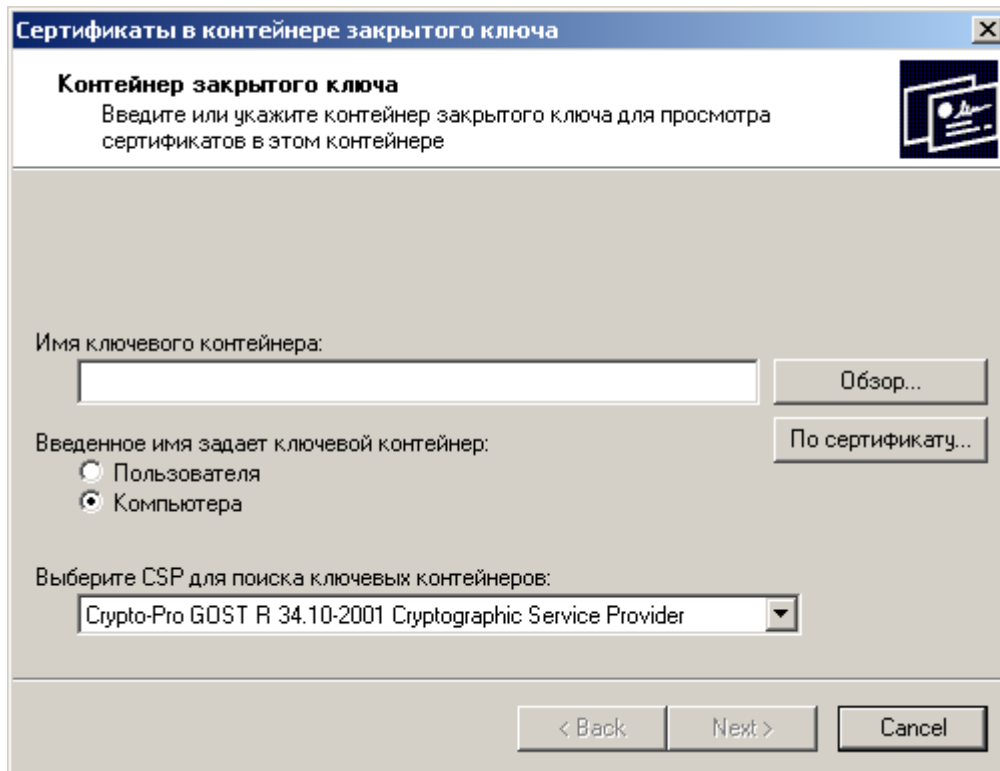 Сертификаты в контейнере закрытого ключа
Контейнер закрытого ключа
Введите или укажите контейнер закрытого ключа для просмотра
сертификатов в этом контейнере
Имя ключевого контейнера:
Обзор...
Введенное имя задает ключевой контейнер:
По сертификату...
Пользователя
Компьютера
Выберите CSP для поиска ключевых контейнеров:
Crypto-Pro GOST R 34.10-2001 Cryptographic Service Provider
< Back
Next >
Cancel